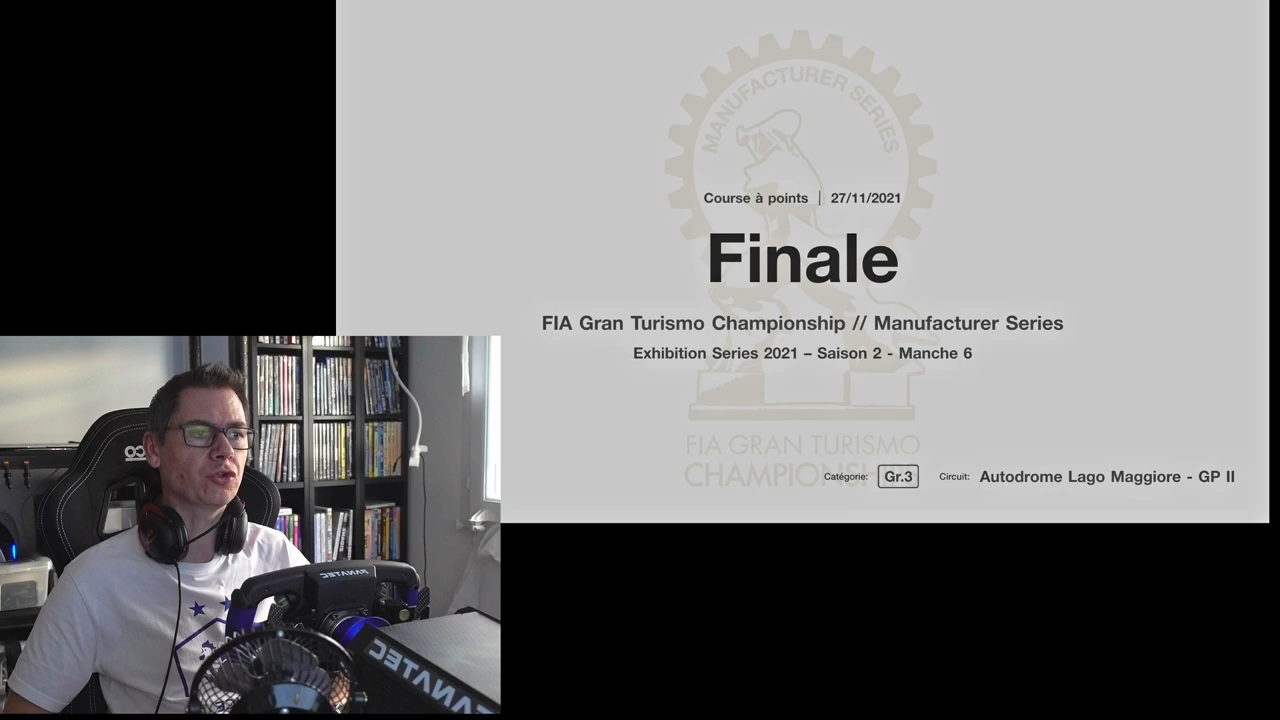 MANUFACTURER SERIES
Course à points | 27/11/2021
Finale
FIA Gran Turismo Championship // Manufacturer Series
Exhibition Series 2021 – Saison 2 - Manche 6
FIA GRAN TURISMO
Catégorie: Gr.3 Circuit: Autodrome Lago Maggiore - GP II
FANATEC
FANATEC